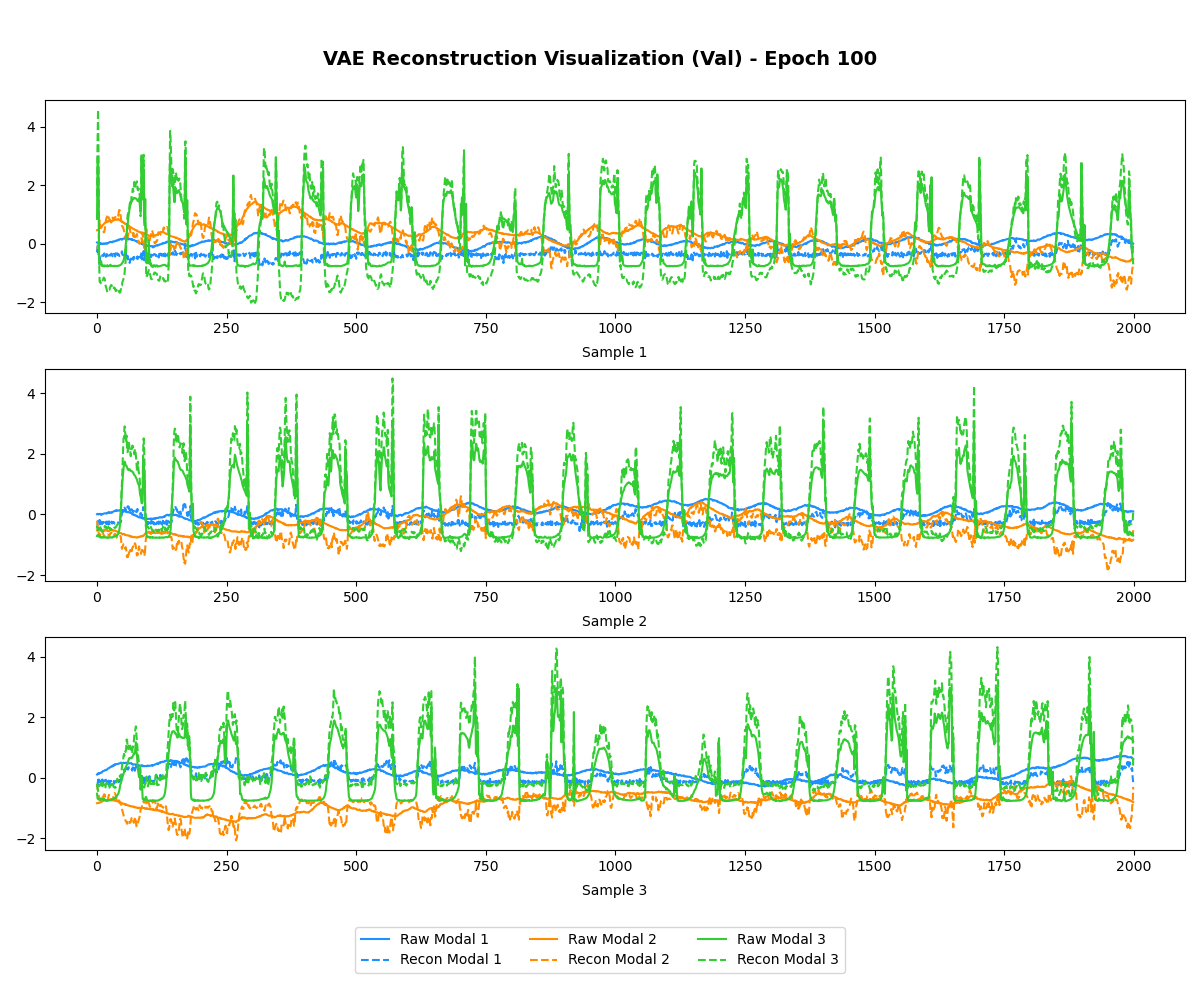 VAE Reconstruction Visualization (Val) - Epoch 100
4
2
0
−2
0 250 500 750 1000 1250 1500 1750 2000
Sample 1
4
2
0
−2
0 250 500 750 1000 1250 1500 1750 2000
Sample 2
4
2
0
−2
0 250 500 750 1000 1250 1500 1750 2000
Sample 3
Raw Modal 1 Raw Modal 2 Raw Modal 3
Recon Modal 1 Recon Modal 2 Recon Modal 3